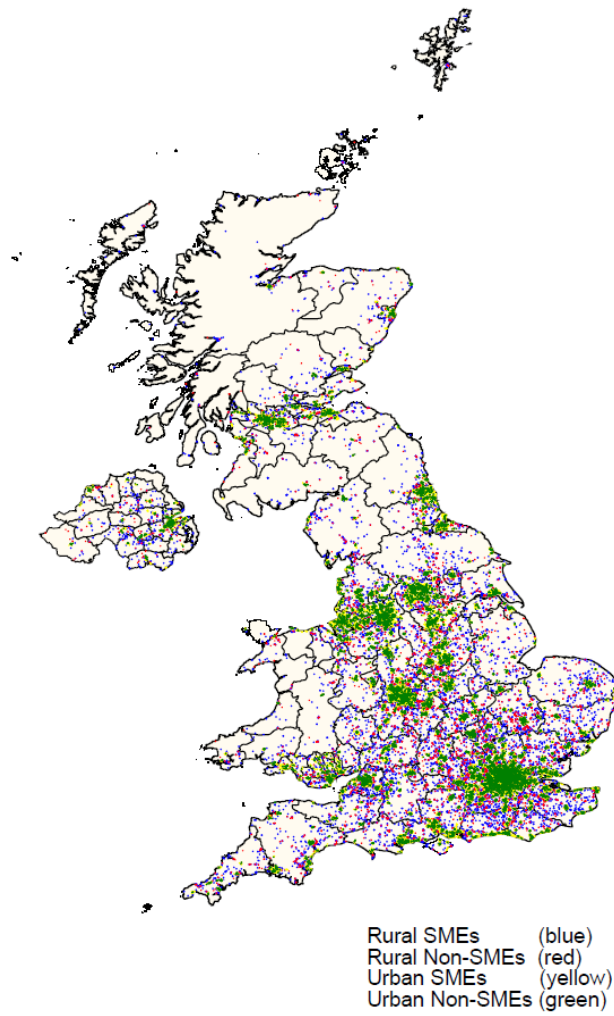 Rural SMEs (blue)
Rural Non-SMEs (red)
Urban SMEs (yellow)
Urban Non-SMEs (green)